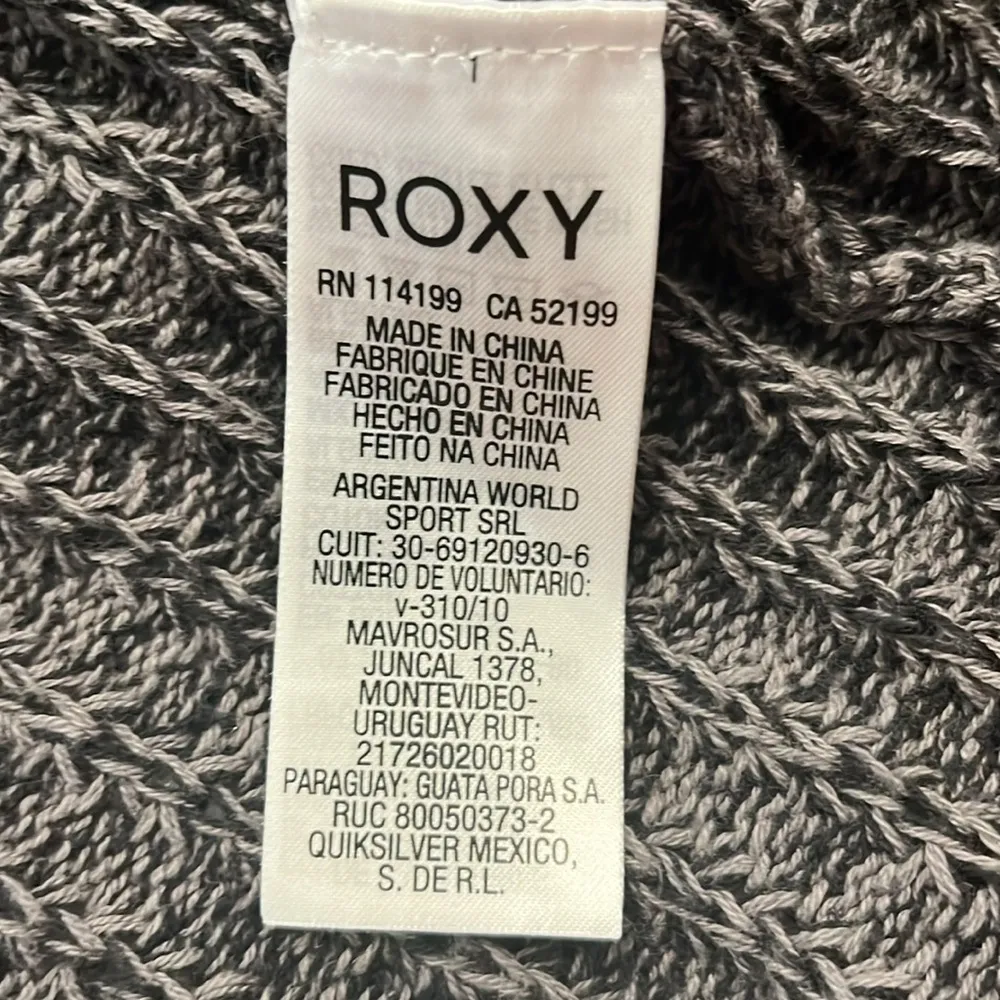 ROXY
RN 114199 CA 52199
MADE IN CHINA
FABRIQUE EN CHINE
FABRICADO EN CHINA
HECHO EN CHINA
FEITO NA CHINA
ARGENTINA WORLD
SPORT SRL
CUIT: 30-69120930-6
NUMERO DE VOLUNTARIO:
v-310/10
MAVROSUR S.A.,
JUNCAL 1378,
MONTEVIDEO-
URUGUAY RUT:
21726020018
PARAGUAY: GUATA PORA S.A.
RUC 80050373-2
QUIKSILVER MEXICO,
S. DE R.L.